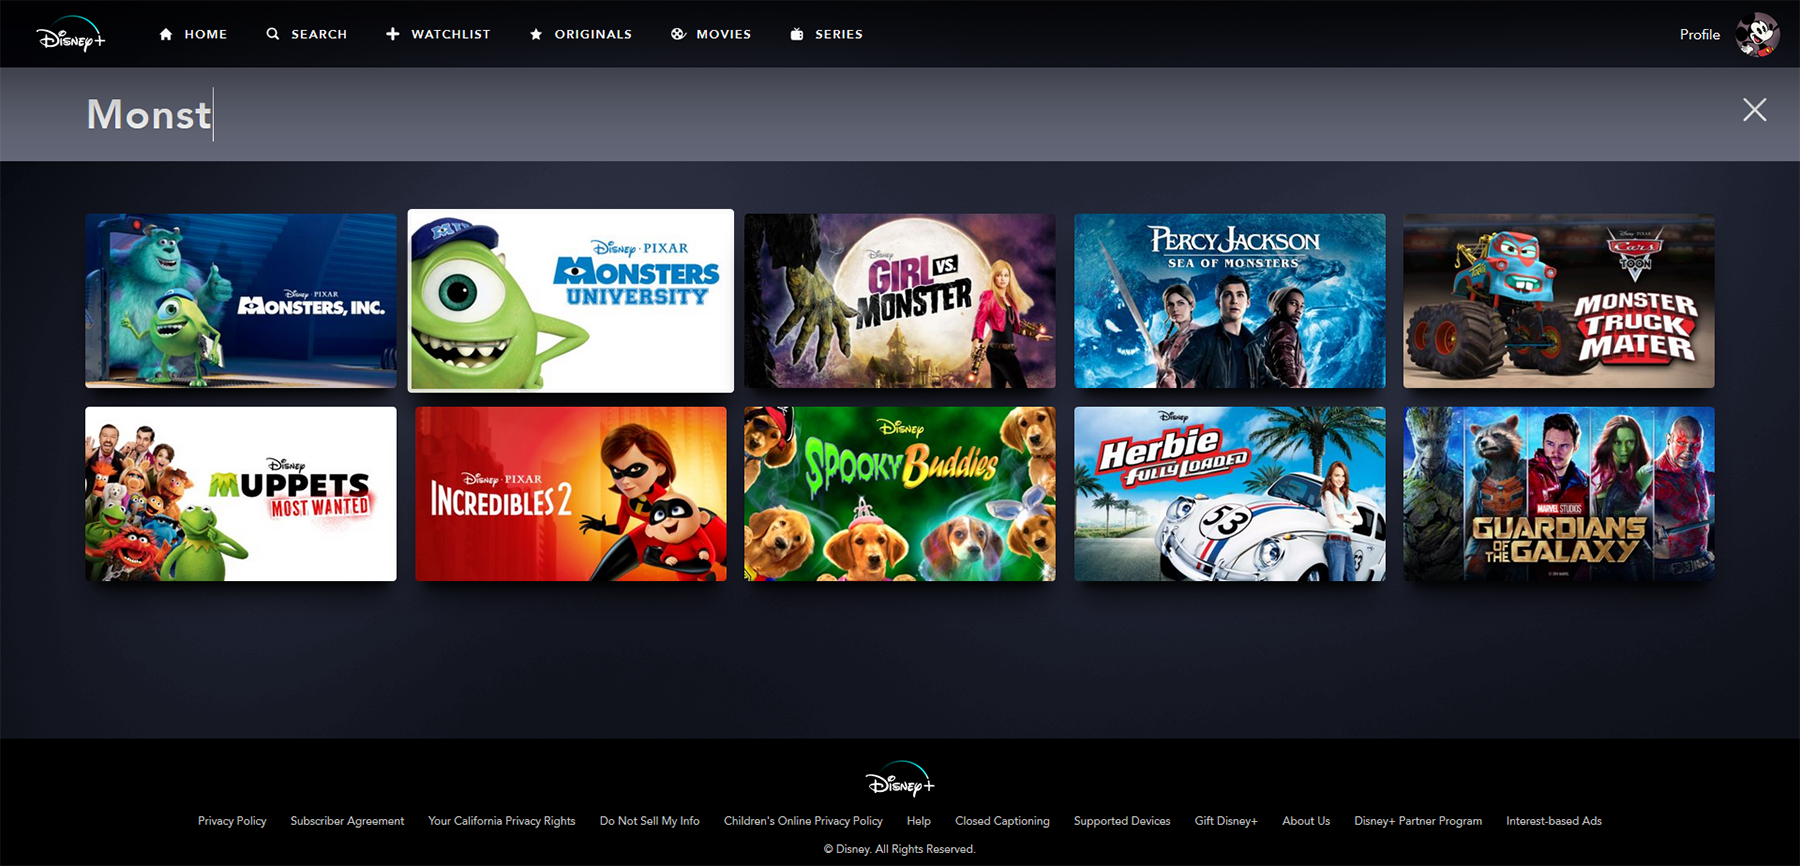 Disney+
HOME
SEARCH
WATCHLIST
ORIGINALS
MOVIES
SERIES
Profile
Monst
Disney · PIXAR
MONSTERS, INC.
MU
Disney · PIXAR
MONSTERS
UNIVERSITY
Disney
GIRL VS.
MONSTER
PERCY JACKSON
SEA OF MONSTERS
Disney · PIXAR
Cars
TOON
MONSTER
TRUCK
MATER
Disney
MUPPETS
MOST WANTED
Disney · PIXAR
INCREDIBLES 2
Disney
SPOOKY Buddies
Disney
Herbie
FULLY LOADED
53
53
MARVEL STUDIOS
GUARDIANS
OF THE GALAXY
Disney+
Privacy Policy
Subscriber Agreement
Your California Privacy Rights
Do Not Sell My Info
Children's Online Privacy Policy
Help
Closed Captioning
Supported Devices
Gift Disney+
About Us
Disney+ Partner Program
Interest-based Ads
© Disney. All Rights Reserved.